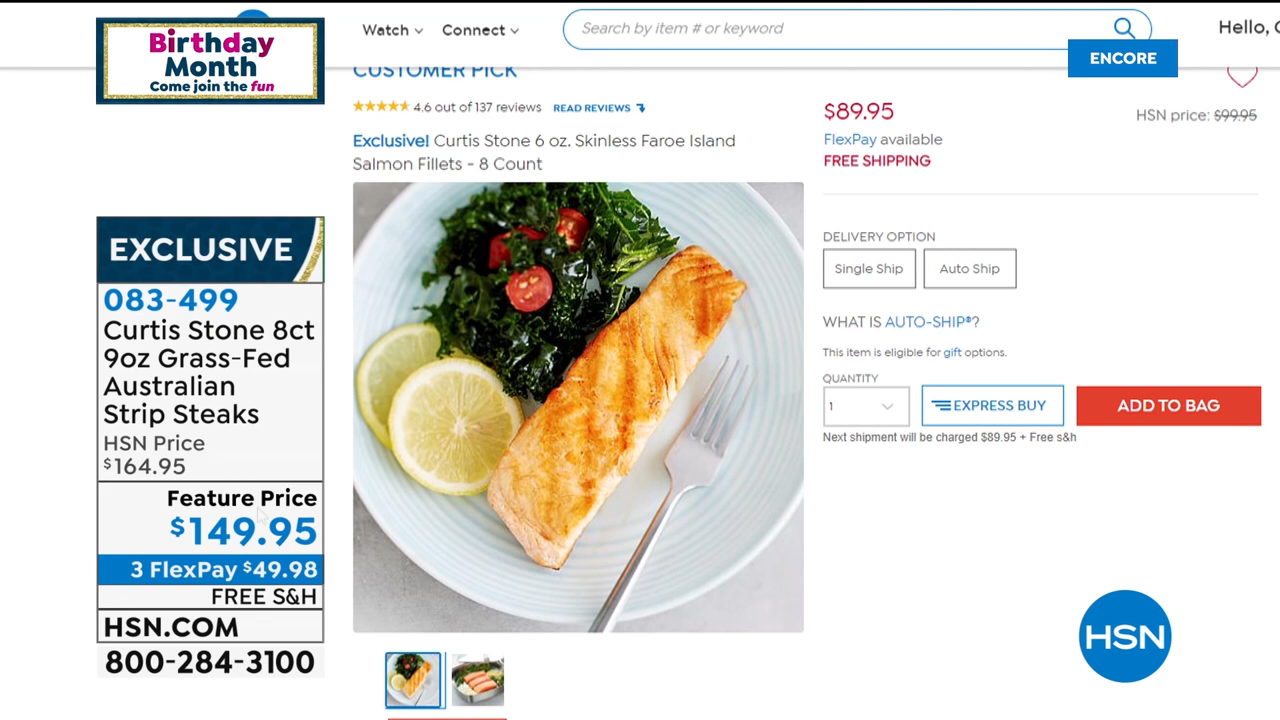 Birthday
Month
Come join the fun
Watch
Connect
Search by item # or keyword
Hello,
ENCORE
CUSTOMER PICK
4.6 out of 137 reviews READ REVIEWS
Exclusive! Curtis Stone 6 oz. Skinless Faroe Island
Salmon Fillets - 8 Count
$89.95
HSN price: $99.95
FlexPay available
FREE SHIPPING
DELIVERY OPTION
Single Ship
Auto Ship
WHAT IS AUTO-SHIP®?
This item is eligible for gift options.
QUANTITY
1
EXPRESS BUY
ADD TO BAG
Next shipment will be charged $89.95 + Free s&h
EXCLUSIVE
083-499
Curtis Stone 8ct
9oz Grass-Fed
Australian
Strip Steaks
HSN Price
$164.95
Feature Price
$149.95
3 FlexPay $49.98
FREE S&H
HSN.COM
800-284-3100
HSN